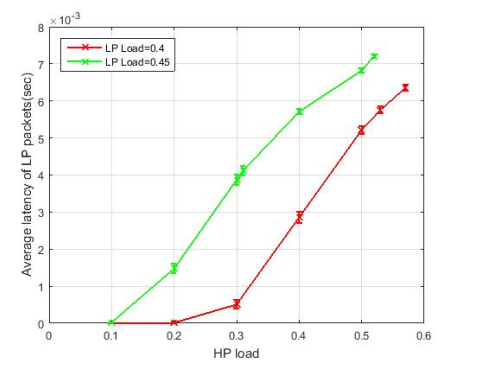 ×10⁻³
8
7
6
5
4
3
2
1
0
Average latency of LP packets(sec)
LP Load=0.4
LP Load=0.45
0 0.1 0.2 0.3 0.4 0.5 0.6
HP load